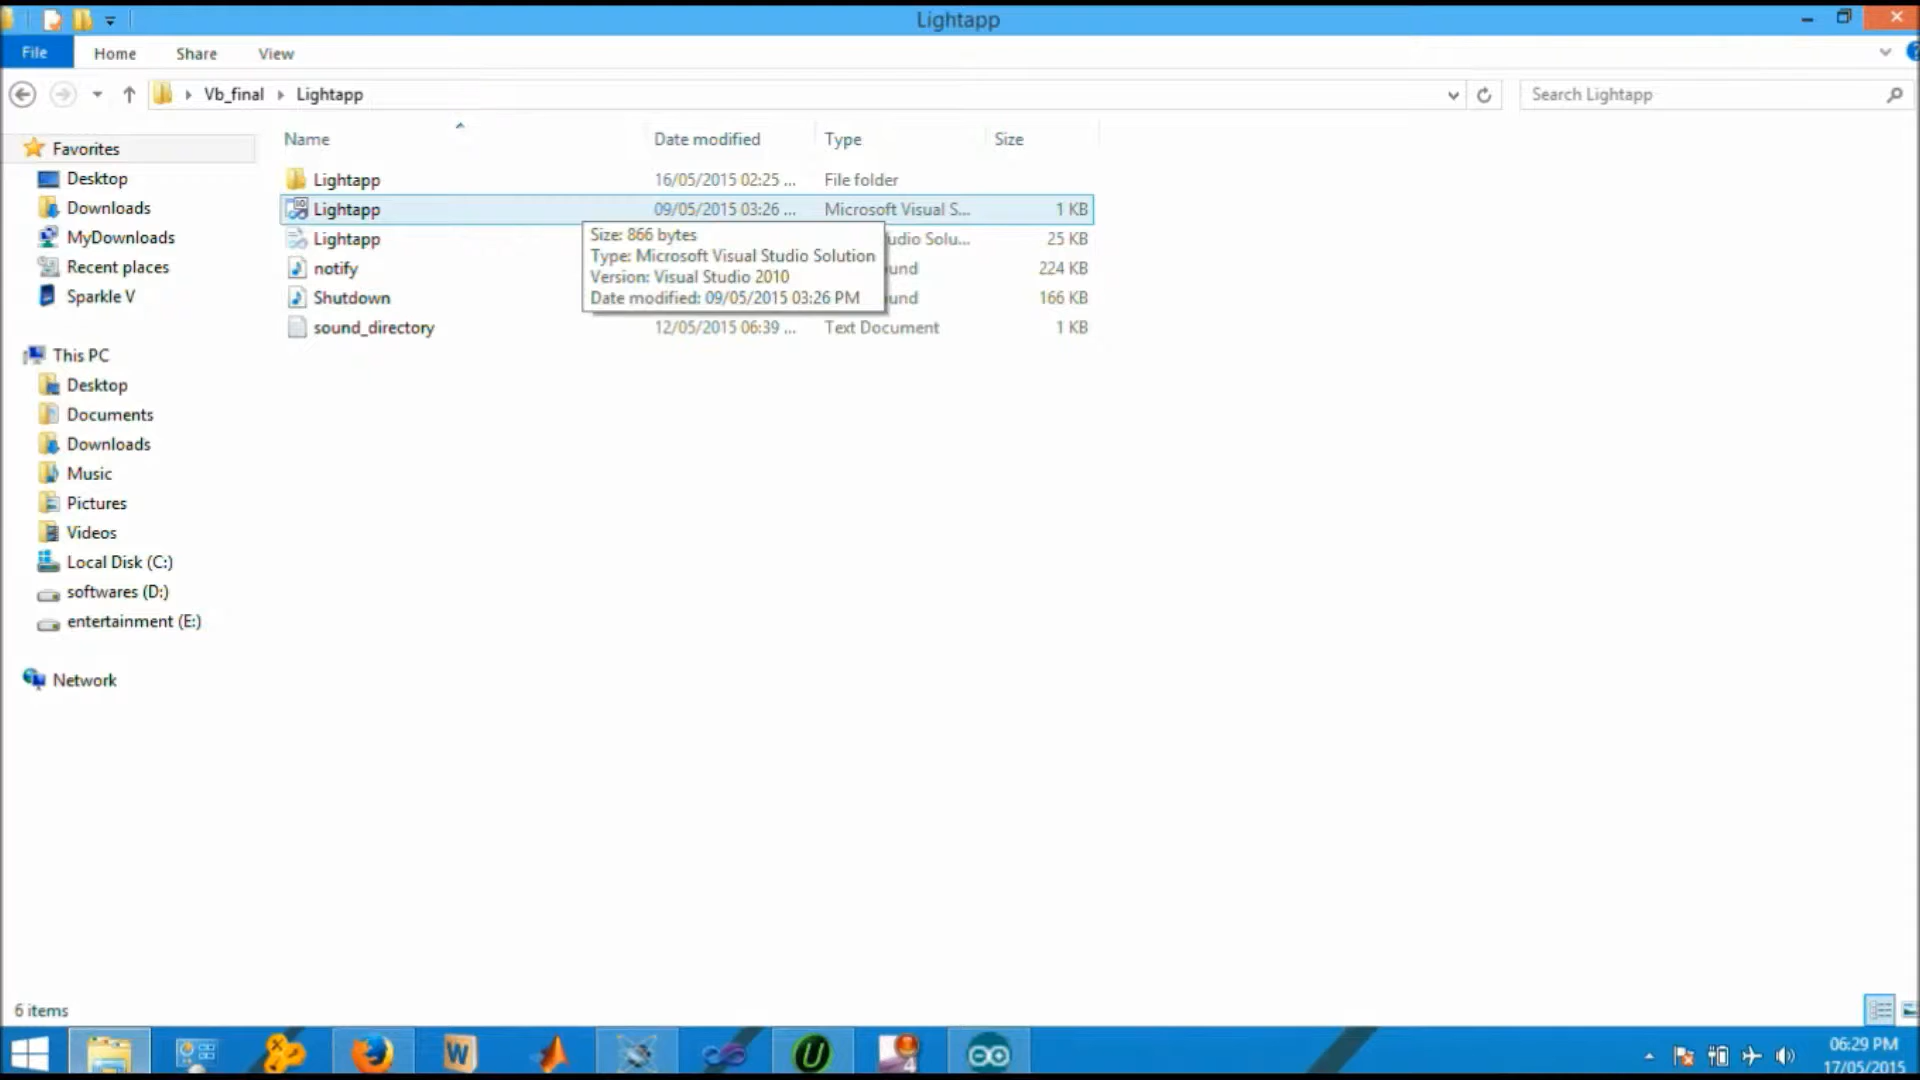 Lightapp
File Home Share View
Vb_final Lightapp Search Lightapp
Name Date modified Type Size
Favorites
Desktop
Downloads
MyDownloads
Recent places
Sparkle V
This PC
Desktop
Documents
Downloads
Music
Pictures
Videos
Local Disk (C:)
softwares (D:)
entertainment (E:)
Network
Lightapp 16/05/2015 02:25 ... File folder
Lightapp 09/05/2015 03:26 ... Microsoft Visual S... 1 KB
Lightapp udio Solu... 25 KB
notify und 224 KB
Shutdown und 166 KB
sound_directory 12/05/2015 06:39 ... Text Document 1 KB
Size: 866 bytes
Type: Microsoft Visual Studio Solution
Version: Visual Studio 2010
Date modified: 09/05/2015 03:26 PM
6 items
06:29 PM
17/05/2015